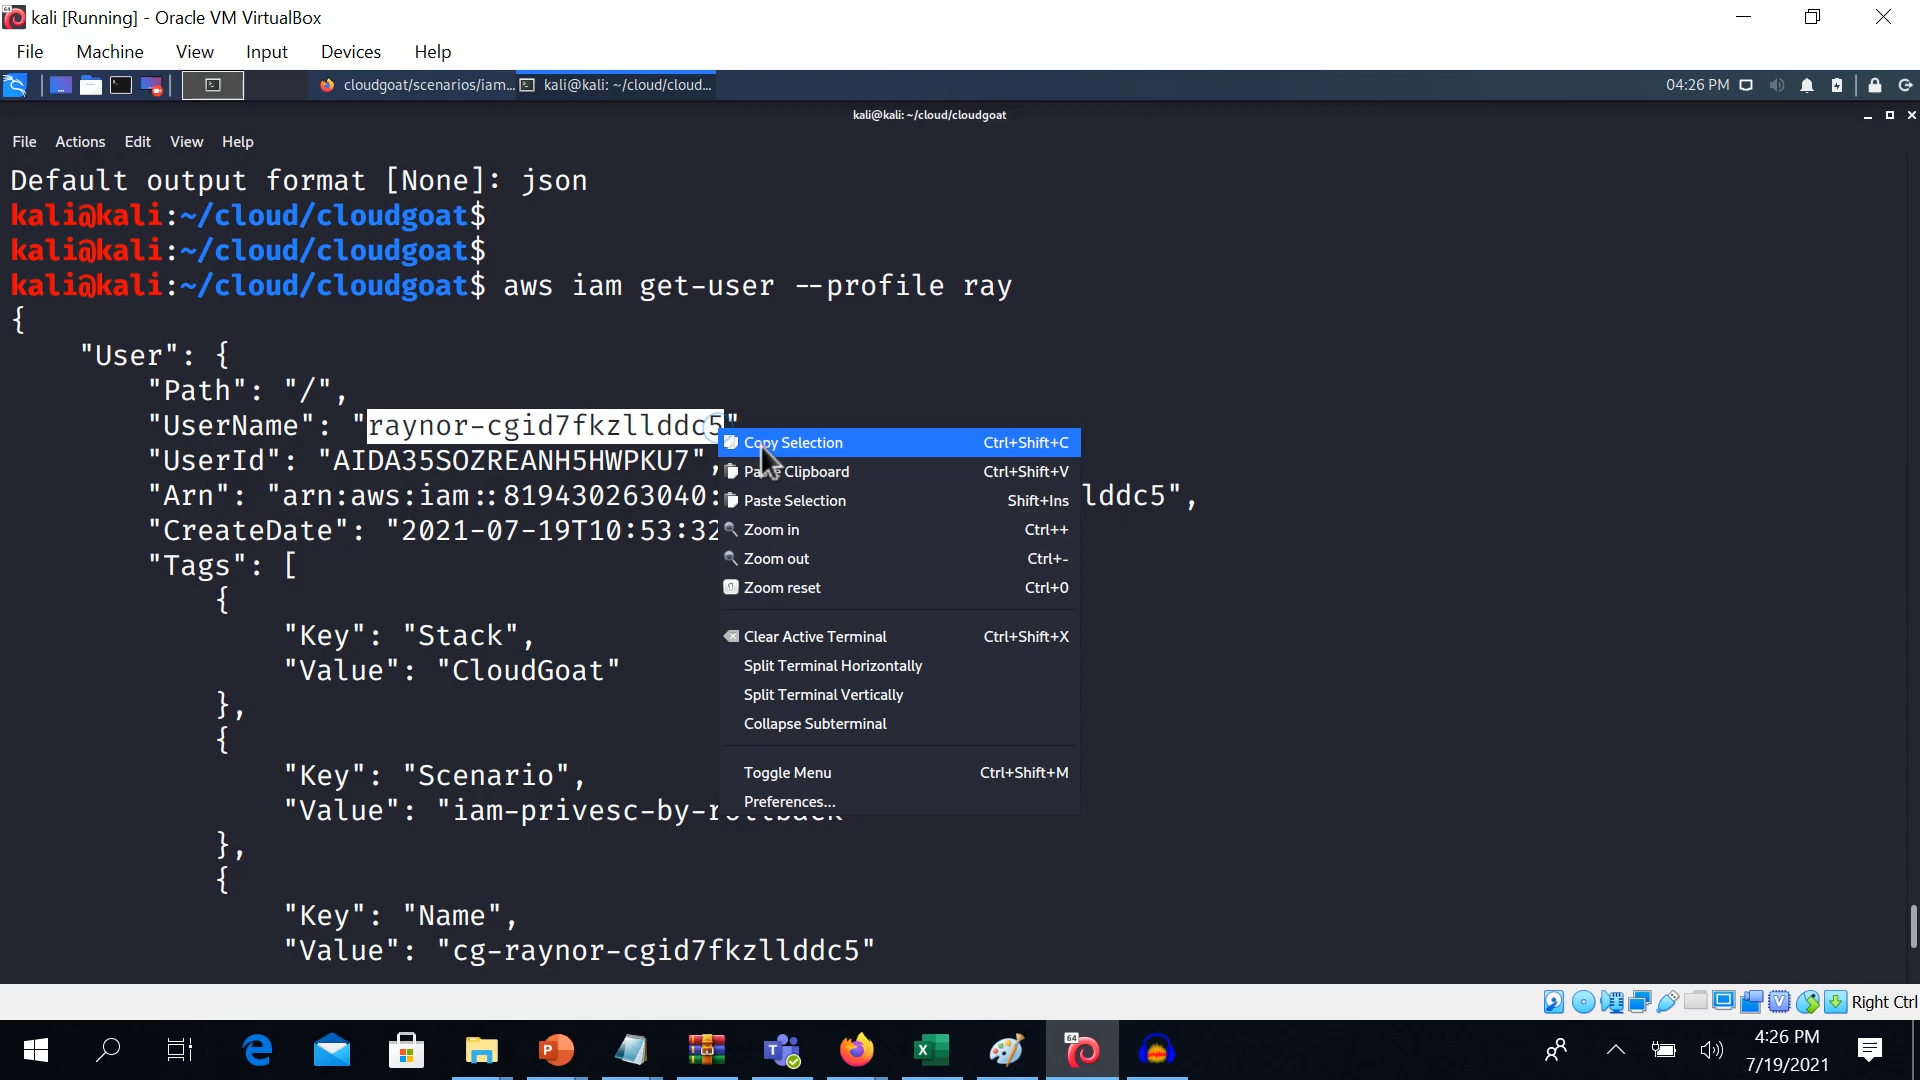 kali [Running] - Oracle VM VirtualBox
File Machine View Input Devices Help
cloudgoat/scenarios/iam... kali@kali: ~/cloud/cloud... 04:26 PM
kali@kali: ~/cloud/cloudgoat
File Actions Edit View Help
Default output format [None]: json
kali@kali:~/cloud/cloudgoat$
kali@kali:~/cloud/cloudgoat$
kali@kali:~/cloud/cloudgoat$ aws iam get-user --profile ray
{
"User": {
"Path": "/",
"UserName": "raynor-cgid7fkzllddc5"
"UserId": "AIDA35SOZREANH5HWPKU7",
"Arn": "arn:aws:iam::819430263040: lddc5",
"CreateDate": "2021-07-19T10:53:32
"Tags": [
{
"Key": "Stack",
"Value": "CloudGoat"
},
{
"Key": "Scenario",
"Value": "iam-privesc-by-rollback
},
{
"Key": "Name",
"Value": "cg-raynor-cgid7fkzllddc5"
Copy Selection Ctrl+Shift+C
Paste Clipboard Ctrl+Shift+V
Paste Selection Shift+Ins
Zoom in Ctrl++
Zoom out Ctrl+-
Zoom reset Ctrl+0
Clear Active Terminal Ctrl+Shift+X
Split Terminal Horizontally
Split Terminal Vertically
Collapse Subterminal
Toggle Menu Ctrl+Shift+M
Preferences...
Right Ctrl
4:26 PM
7/19/2021